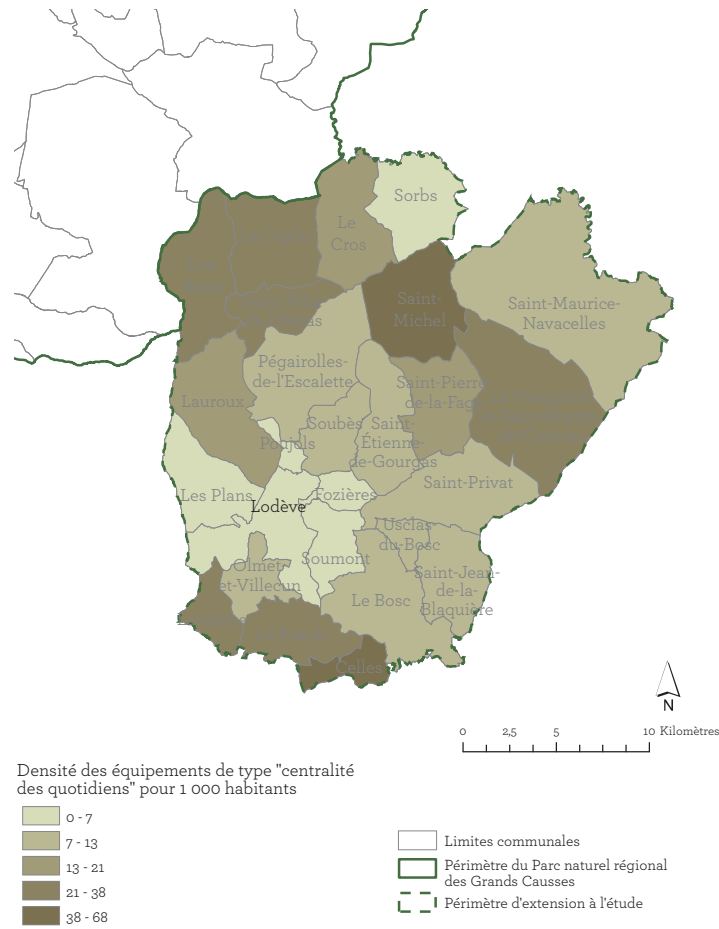 Sorbs
Le
Cros
Saint-
Michel
Saint-Maurice-
Navacelles
Pégairolles-
de-l'Escalette
Saint-Pierre-
de-la-Fage
Lauroux
Soubès
Poujols
Saint-
Étienne-
de-Gourgas
Saint-Privat
Les Plans
Fozières
Lodève
Usclas
du-Bosc
Soumont
Olmet-
et-Villecun
Saint-Jean-
de-la-
Blaquière
Le Bosc
Celles
N
0 2,5 5 10 Kilomètres
Densité des équipements de type "centralité
des quotidiens" pour 1 000 habitants
0 - 7
7 - 13
13 - 21
21 - 38
38 - 68
Limites communales
Périmètre du Parc naturel régional
des Grands Causses
Périmètre d'extension à l'étude